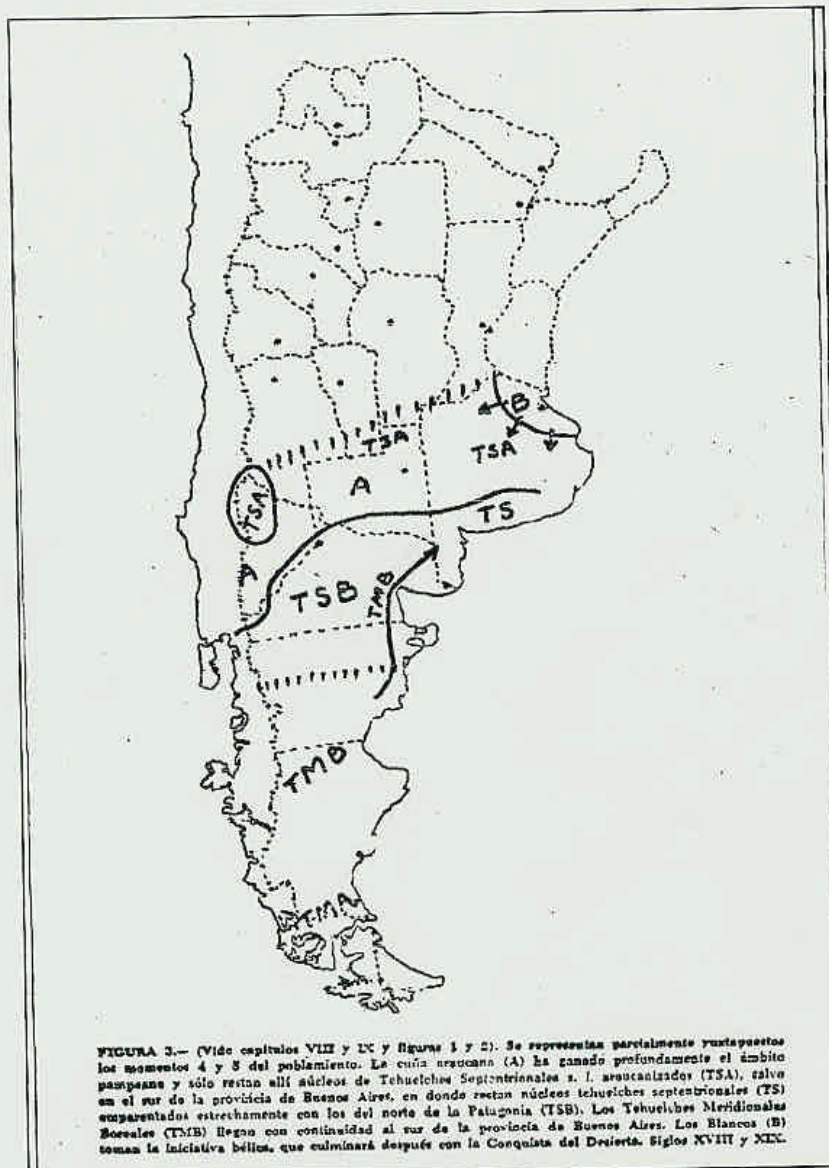 TSA
B
TSA
A
TSA
TS
A
TSB
TMB
TMB
TMA
FIGURA 3.— (Vide capítulos VIII y IX y figuras 1 y 2). Se representan parcialmente yuxtapuestos
los momentos 4 y 5 del poblamiento. La cuña araucana (A) ha ganado profundamente el ámbito
pampeano y sólo restan allí núcleos de Tehuelches Septentrionales s. l. araucanizados (TSA), salvo
en el sur de la provincia de Buenos Aires, en donde restan núcleos tehuelches septentrionales (TS)
emparentados estrechamente con los del norte de la Patagonia (TSB). Los Tehuelches Meridionales
Boreales (TMB) llegan con continuidad al sur de la provincia de Buenos Aires. Los Blancos (B)
toman la iniciativa bélica, que culminará después con la Conquista del Desierto. Siglos XVIII y XIX.